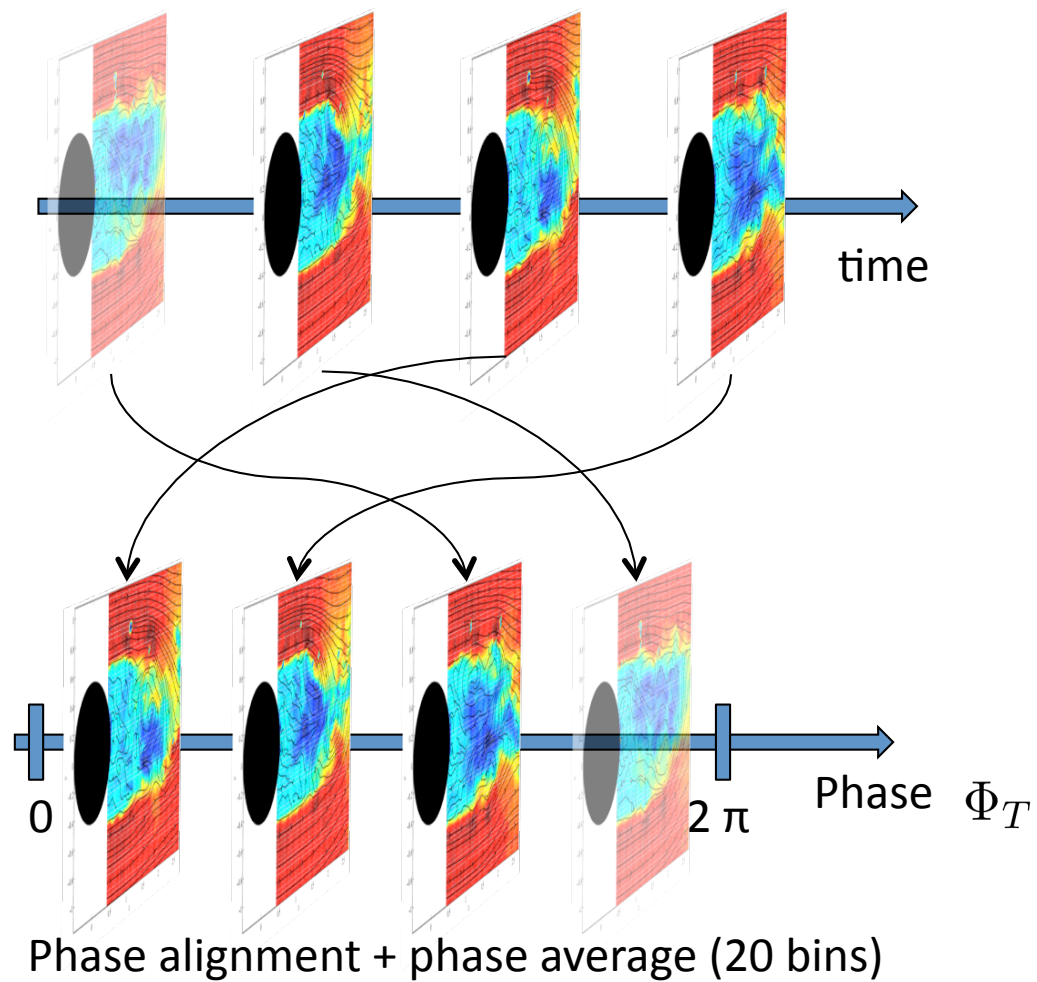 time
0
2 π
Phase Φ_T
Phase alignment + phase average (20 bins)